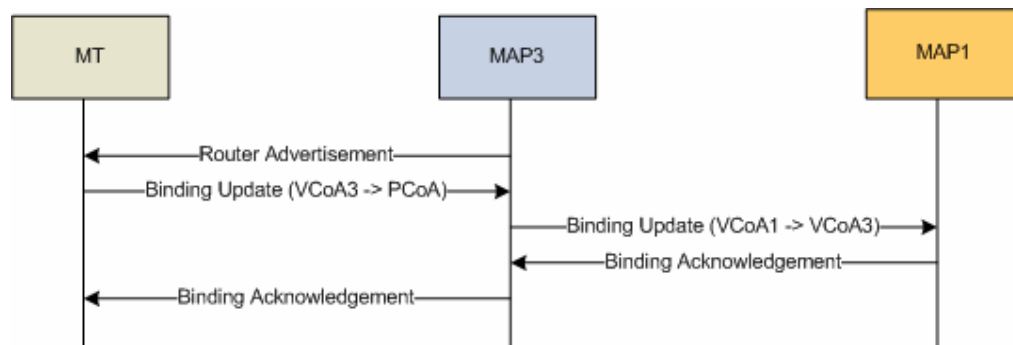 MT
MAP3
MAP1
Router Advertisement
Binding Update (VCoA3 -> PCoA)
Binding Update (VCoA1 -> VCoA3)
Binding Acknowledgement
Binding Acknowledgement